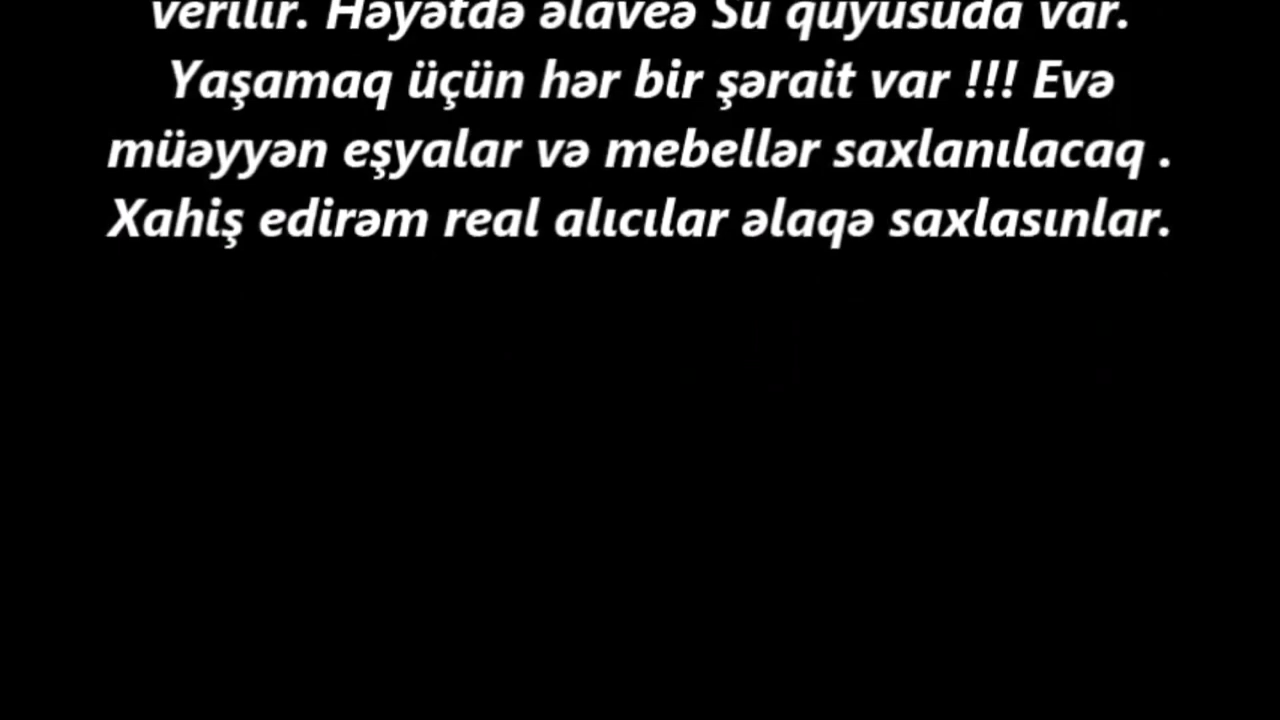 verilir. Həyətdə əlaveə Su quyusuda var.
Yaşamaq üçün hər bir şərait var !!! Evə
müəyyən eşyalar və mebellər saxlanılacaq .
Xahiş edirəm real alıcılar əlaqə saxlasınlar.